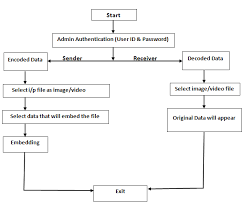 Start
Admin Authentication (User ID & Password)
Encoded Data
Sender
Receiver
Decoded Data
Select i/p file as image/video
Select image/video file
Select data that will embed the file
Original Data will appear
Embedding
Exit